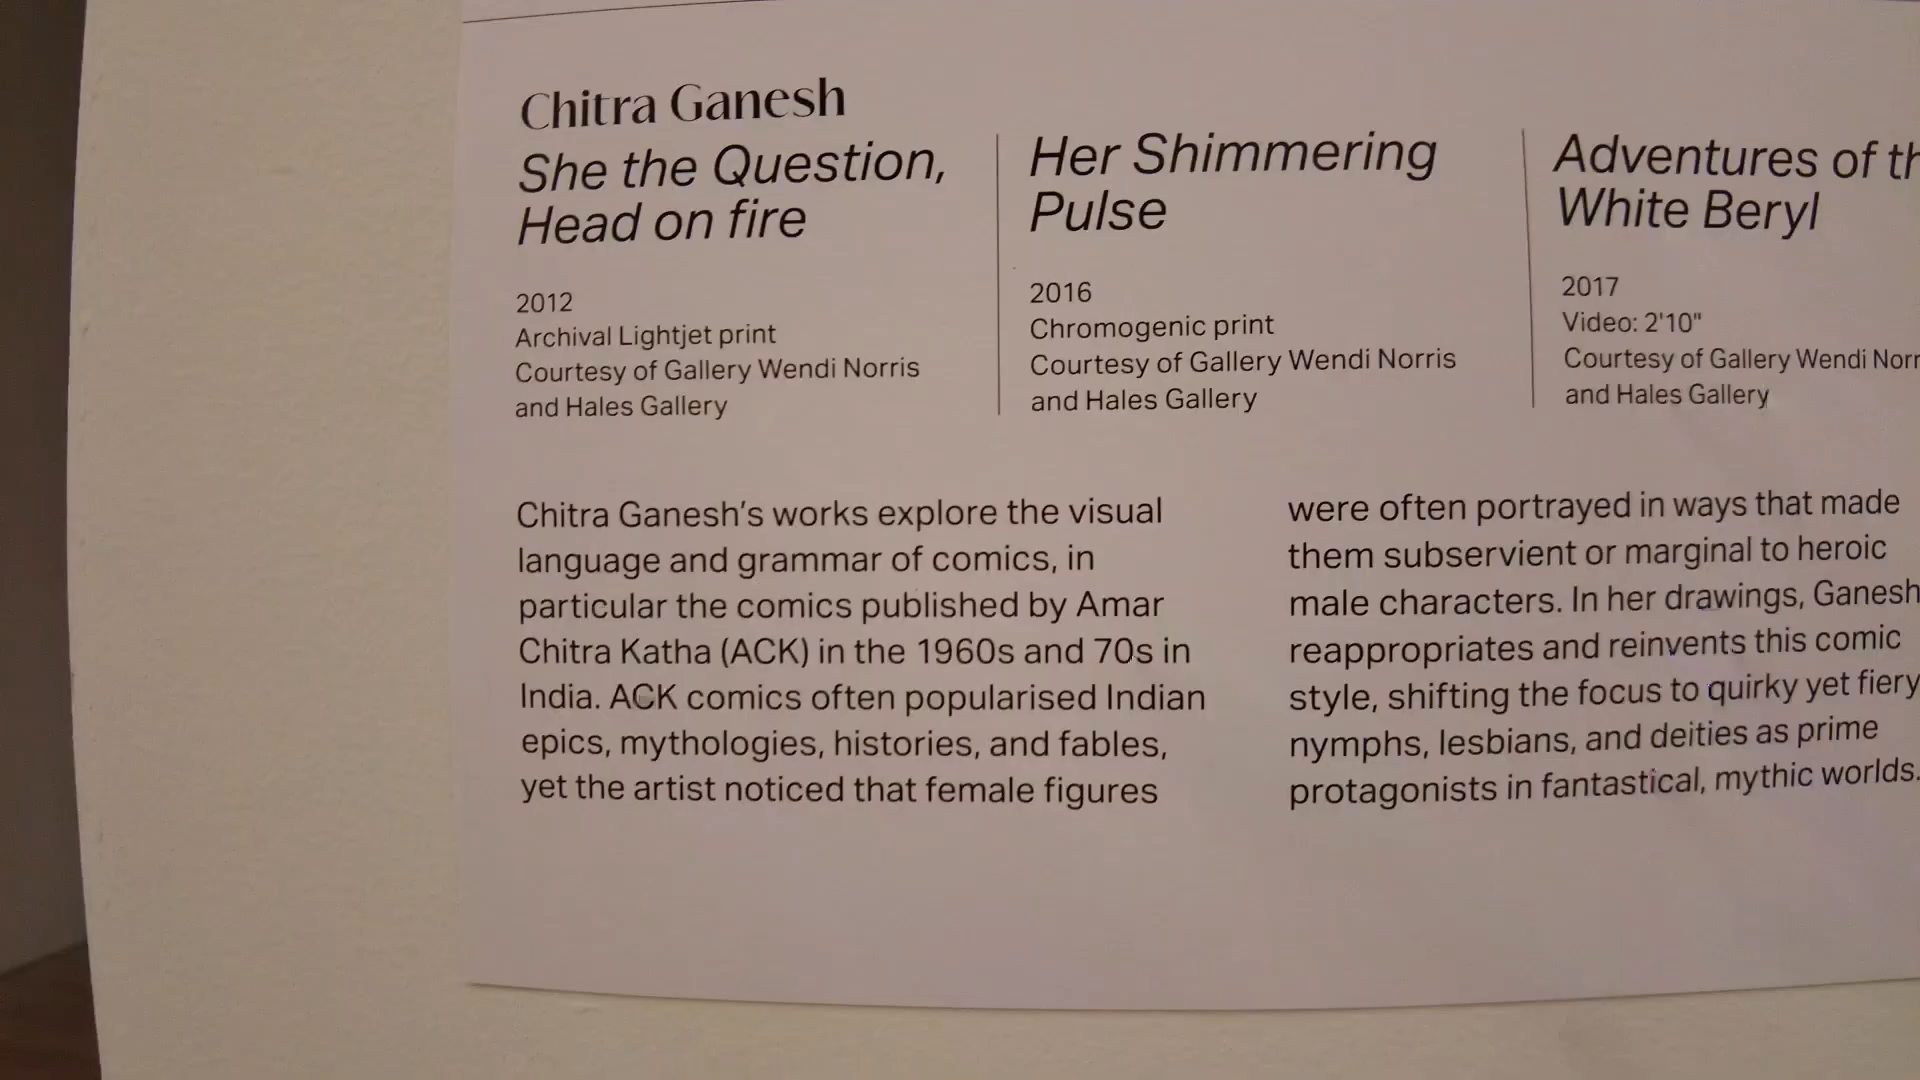 Chitra Ganesh
She the Question,
Head on fire
2012
Archival Lightjet print
Courtesy of Gallery Wendi Norris
and Hales Gallery
Her Shimmering
Pulse
2016
Chromogenic print
Courtesy of Gallery Wendi Norris
and Hales Gallery
Adventures of
White Beryl
2017
Video: 2'10"
Courtesy of Gallery Wendi
and Hales Gallery
Chitra Ganesh's works explore the visual
language and grammar of comics, in
particular the comics published by Amar
Chitra Katha (ACK) in the 1960s and 70s in
India. ACK comics often popularised Indian
epics, mythologies, histories, and fables,
yet the artist noticed that female figures
were often portrayed in ways that made
them subservient or marginal to heroic
male characters. In her drawings, Ganesh
reappropriates and reinvents this comic
style, shifting the focus to quirky yet fiery
nymphs, lesbians, and deities as prime
protagonists in fantastical, mythic worlds.